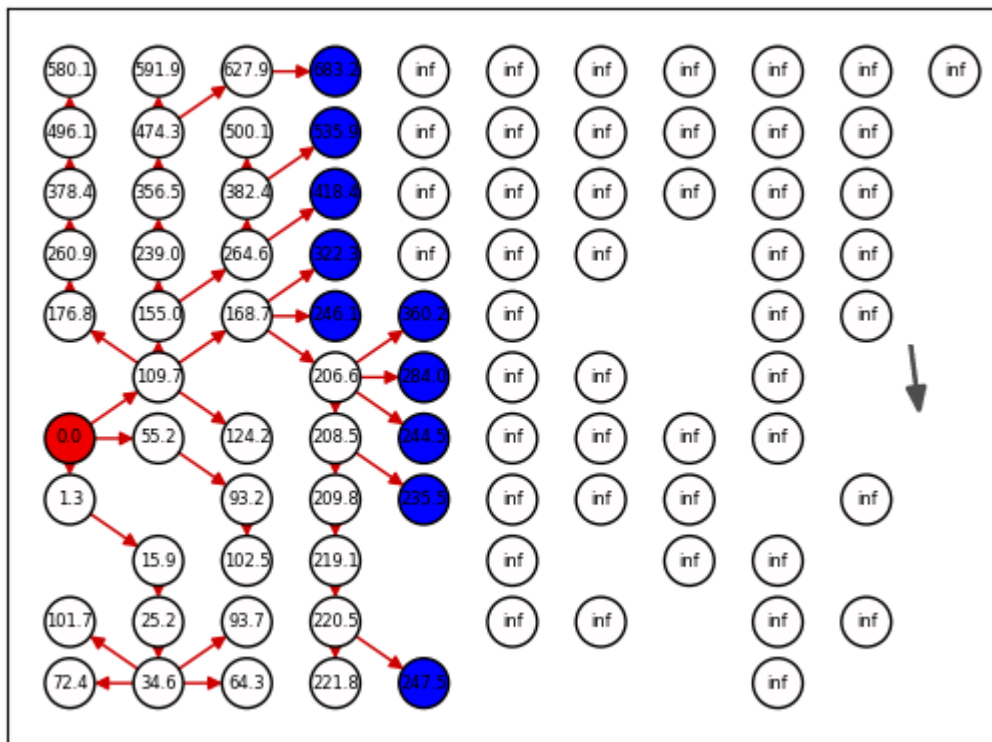 580.1 591.9 627.9 683.2 inf inf inf inf inf inf inf
496.1 474.3 500.1 535.9 inf inf inf inf inf inf
378.4 356.5 382.4 418.4 inf inf inf inf inf inf
260.9 239.0 264.6 322.3 inf inf inf inf inf
176.8 155.0 168.7 246.1 360.2 inf inf inf
109.7 206.6 284.0 inf inf inf
0.0 55.2 124.2 208.5 244.5 inf inf inf inf
1.3 93.2 209.8 235.5 inf inf inf inf
15.9 102.5 219.1 inf inf inf
101.7 25.2 93.7 220.5 inf inf inf inf
72.4 34.6 64.3 221.8 247.5 inf